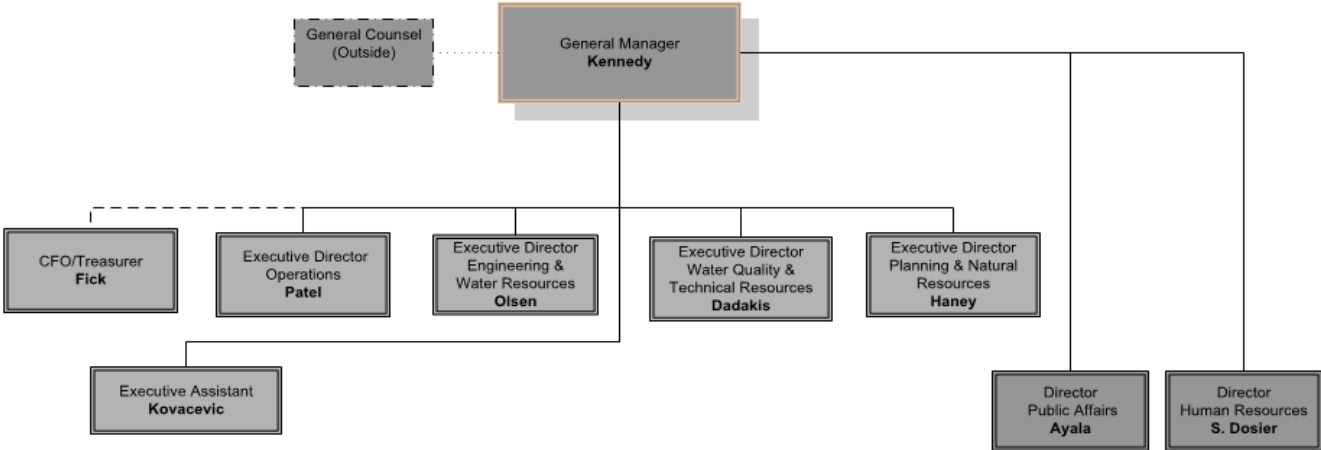 General Counsel
(Outside)
General Manager
Kennedy
CFO/Treasurer
Fick
Executive Director
Operations
Patel
Executive Director
Engineering &
Water Resources
Olsen
Executive Director
Water Quality &
Technical Resources
Dadakis
Executive Director
Planning & Natural
Resources
Haney
Executive Assistant
Kovacevic
Director
Public Affairs
Ayala
Director
Human Resources
S. Dosier